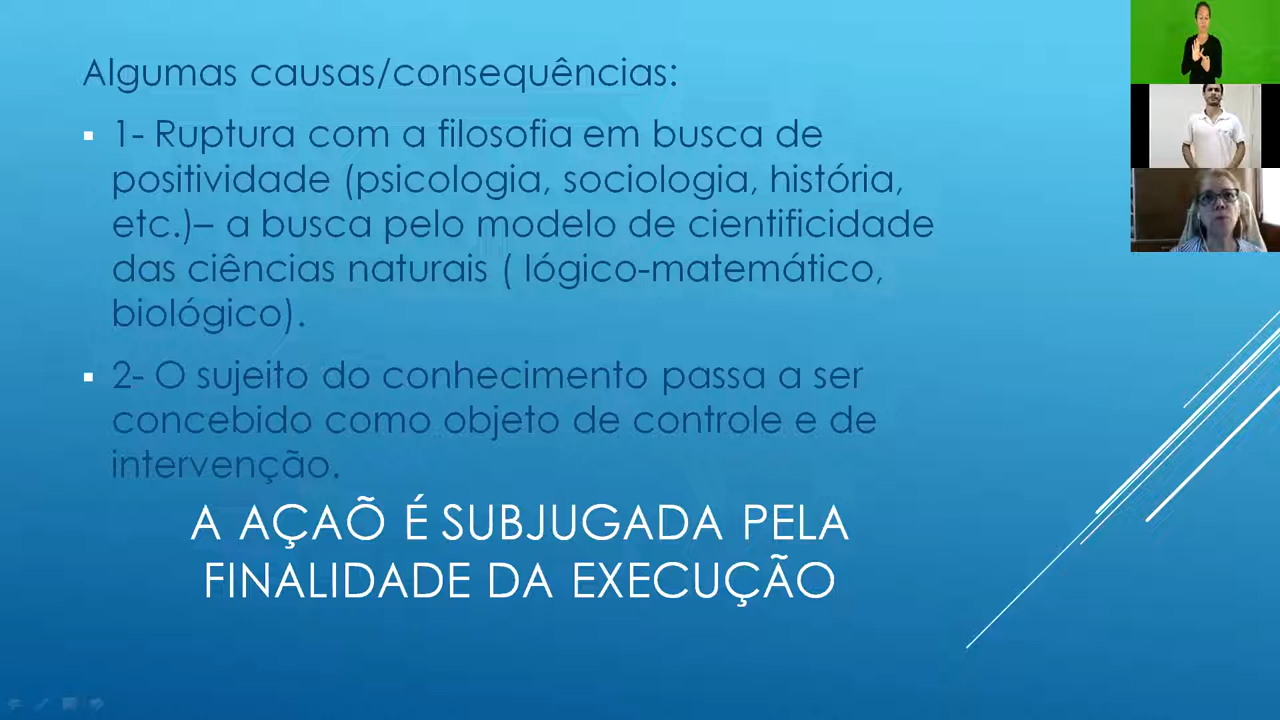 Algumas causas/consequências:
1- Ruptura com a filosofia em busca de
positividade (psicologia, sociologia, história,
etc.)– a busca pelo modelo de cientificidade
das ciências naturais ( lógico-matemático,
biológico).
2- O sujeito do conhecimento passa a ser
concebido como objeto de controle e de
intervenção.
A AÇAÕ É SUBJUGADA PELA
FINALIDADE DA EXECUÇÃO